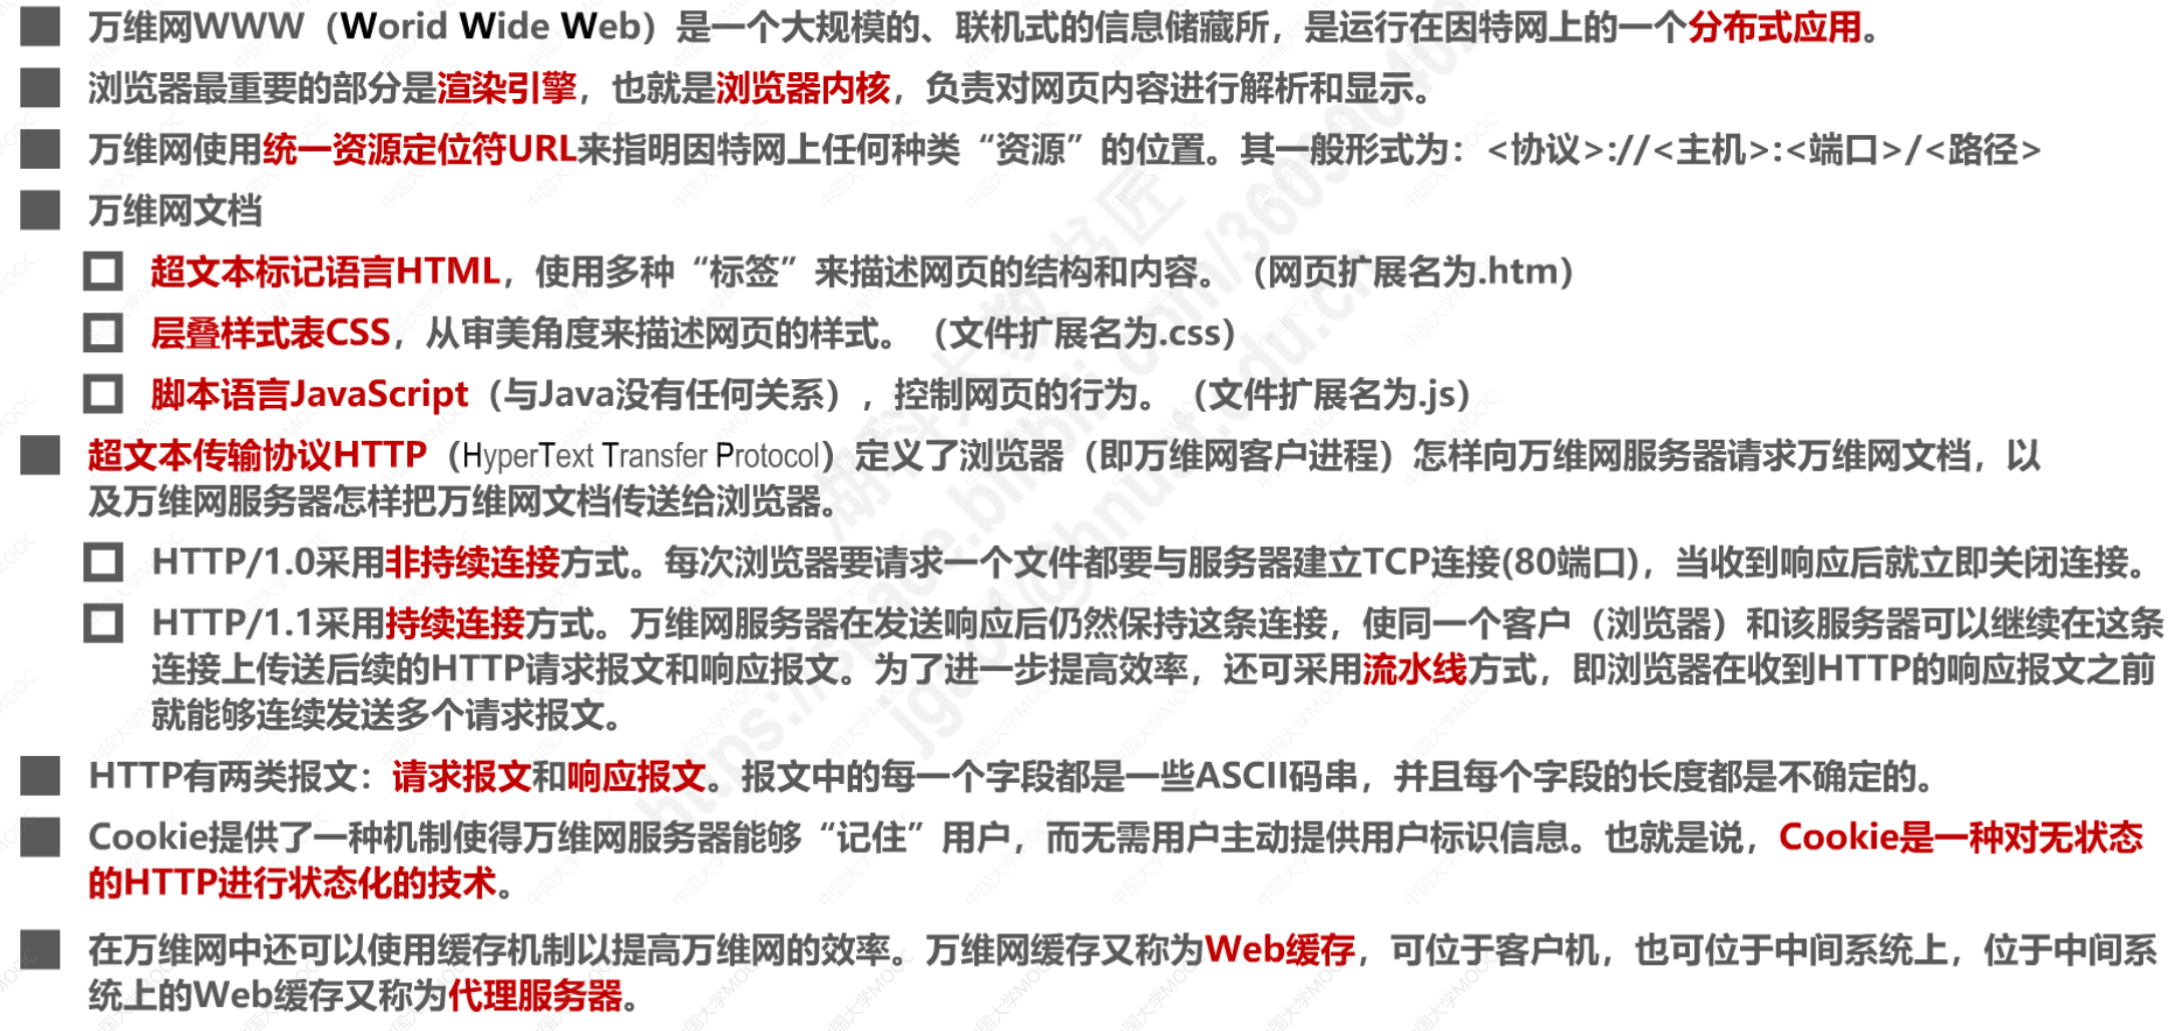 万维网WWW（Worid Wide Web）是一个大规模的、联机式的信息储藏所，是运行在因特网上的一个分布式应用。
浏览器最重要的部分是渲染引擎，也就是浏览器内核，负责对网页内容进行解析和显示。
万维网使用统一资源定位符URL来指明因特网上任何种类“资源”的位置。其一般形式为：<协议>://<主机>:<端口>/<路径>
万维网文档
超文本标记语言HTML，使用多种“标签”来描述网页的结构和内容。（网页扩展名为.htm）
层叠样式表CSS，从审美角度来描述网页的样式。（文件扩展名为.css）
脚本语言JavaScript（与Java没有任何关系），控制网页的行为。（文件扩展名为.js）
超文本传输协议HTTP（HyperText Transfer Protocol）定义了浏览器（即万维网客户进程）怎样向万维网服务器请求万维网文档，以
及万维网服务器怎样把万维网文档传送给浏览器。
HTTP/1.0采用非持续连接方式。每次浏览器要请求一个文件都要与服务器建立TCP连接(80端口)，当收到响应后就立即关闭连接。
HTTP/1.1采用持续连接方式。万维网服务器在发送响应后仍然保持这条连接，使同一个客户（浏览器）和该服务器可以继续在这条
连接上传送后续的HTTP请求报文和响应报文。为了进一步提高效率，还可采用流水线方式，即浏览器在收到HTTP的响应报文之前
就能够连续发送多个请求报文。
HTTP有两类报文：请求报文和响应报文。报文中的每一个字段都是一些ASCII码串，并且每个字段的长度都是不确定的。
Cookie提供了一种机制使得万维网服务器能够“记住”用户，而无需用户主动提供用户标识信息。也就是说，Cookie是一种对无状态
的HTTP进行状态化的技术。
在万维网中还可以使用缓存机制以提高万维网的效率。万维网缓存又称为Web缓存，可位于客户机，也可位于中间系统上，位于中间系
统上的Web缓存又称为代理服务器。